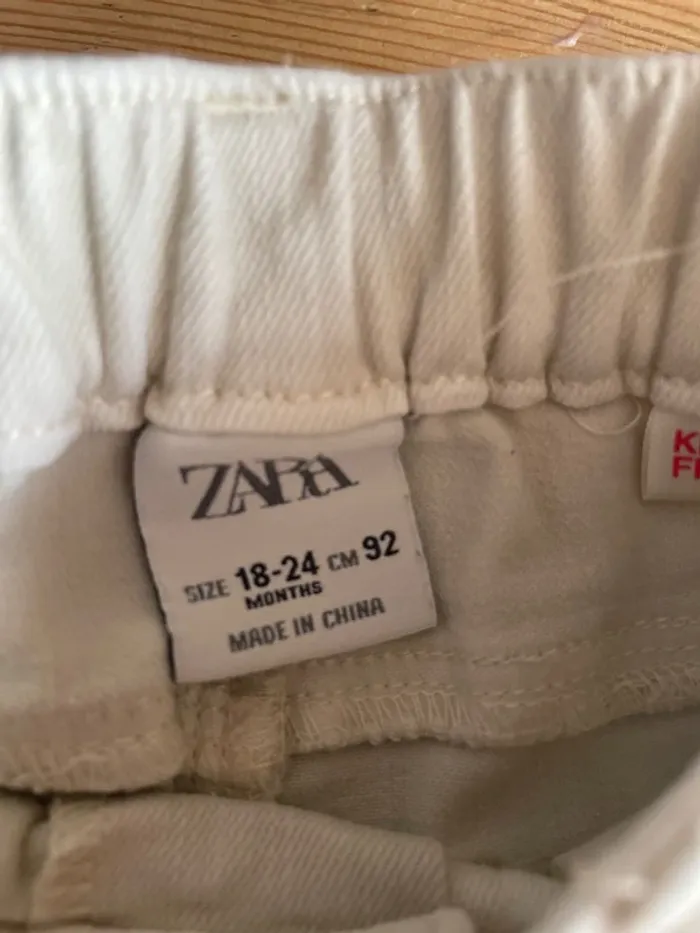 ZARA
SIZE 18-24 CM 92
MONTHS
MADE IN CHINA